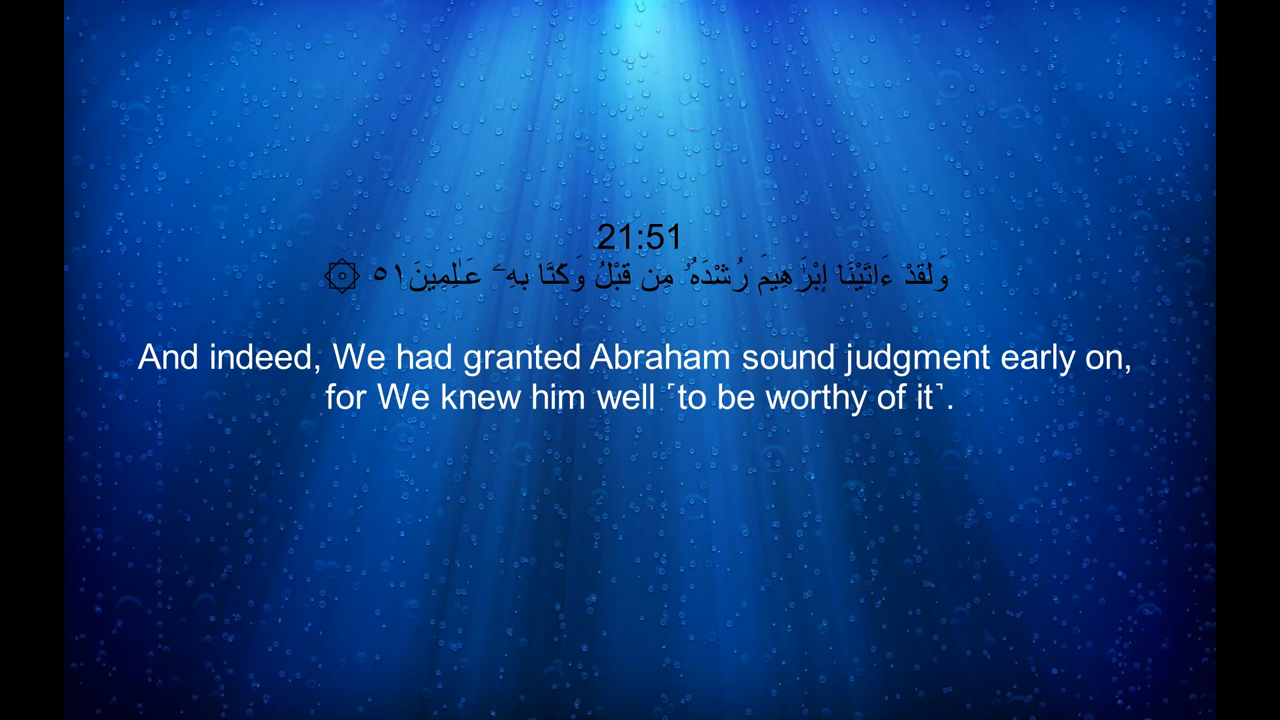 21:51
وَلَقَدْ ءَاتَيْنَآ إِبْرَٰهِيمَ رُشْدَهُۥ مِن قَبْلُ وَكُنَّا بِهِۦ عَـٰلِمِينَ ٥١ ۞
And indeed, We had granted Abraham sound judgment early on,
for We knew him well ˹to be worthy of it˺.